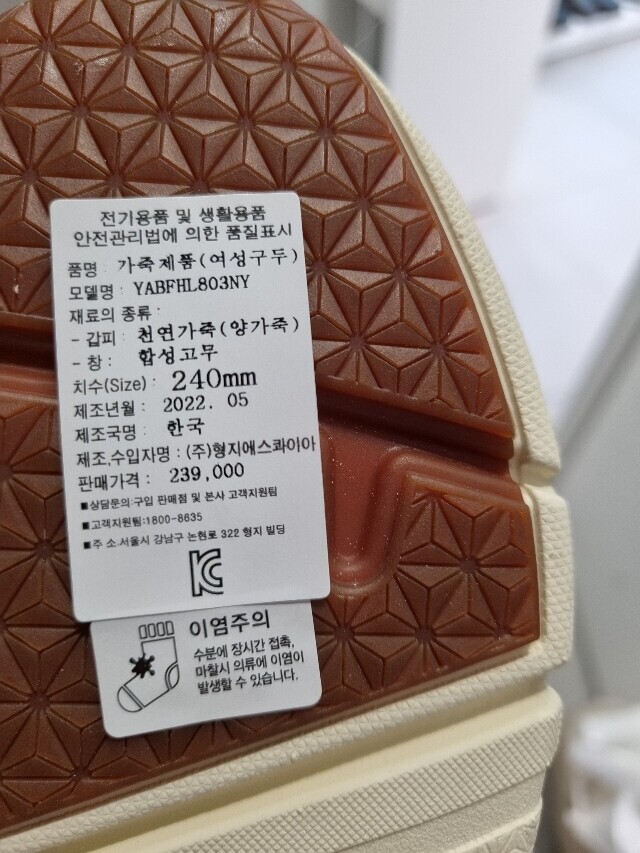 전기용품 및 생활용품
안전관리법에 의한 품질표시
품명 : 가죽제품(여성구두)
모델명 : YABFHL803NY
재료의 종류 :
- 갑피 : 천연가죽(양가죽)
- 창 : 합성고무
치수(Size) : 240mm
제조년월 : 2022. 05
제조국명 : 한국
제조,수입자명 : (주)형지에스콰이아
판매가격 : 239,000
■상담문의:구입 판매점 및 본사 고객지원팀
■고객지원팀:1800-8635
■주 소:서울시 강남구 논현로 322 형지 빌딩
KC
이염주의
수분에 장시간 접촉,
마찰시 의류에 이염이
발생할 수 있습니다.